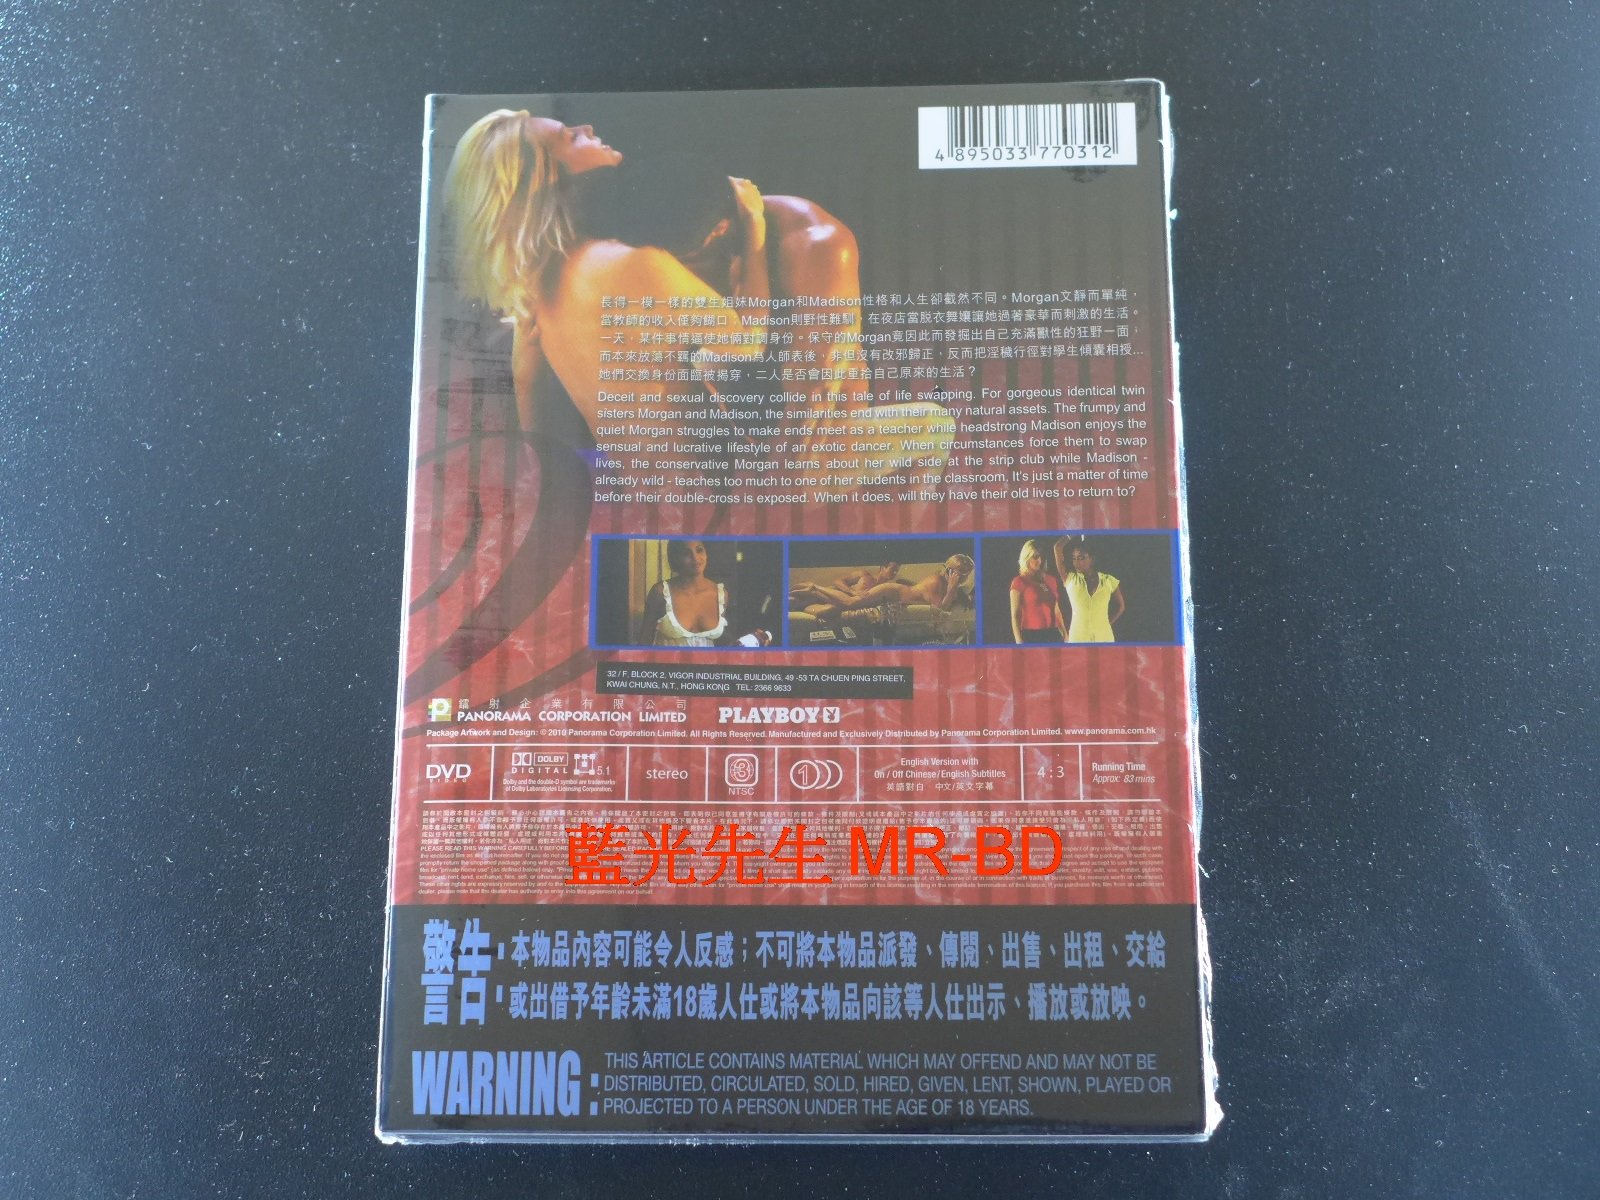 4 895033 770312
長得一模一樣的雙生姐妹Morgan和Madison性格和人生卻截然不同。Morgan文靜而單純，
當教師的收入僅夠餬口；Madison則野性難馴，在夜店當脱衣舞孃讓她過著豪華而刺激的生活。
一天，某件事情逼使她倆對調身份。保守的Morgan竟因此而發掘出自己充滿獸性的狂野一面；
而本來放蕩不羈的Madison為人師表後，非但沒有改邪歸正，反而把淫穢行徑對學生傾囊相授...
她們交換身份面臨被揭穿，二人是否會因此重拾自己原來的生活？
Deceit and sexual discovery collide in this tale of life swapping. For gorgeous identical twin
sisters Morgan and Madison, the similarities end with their many natural assets. The frumpy and
quiet Morgan struggles to make ends meet as a teacher while headstrong Madison enjoys the
sensual and lucrative lifestyle of an exotic dancer. When circumstances force them to swap
lives, the conservative Morgan learns about her wild side at the strip club while Madison -
already wild - teaches too much to one of her students in the classroom, It's just a matter of time
before their double-cross is exposed. When it does, will they have their old lives to return to?
32 / F. BLOCK 2, VIGOR INDUSTRIAL BUILDING, 49 -53 TA CHUEN PING STREET,
KWAI CHUNG, N.T., HONG KONG TEL: 2366 9633
鐳射企業有限公司
PANORAMA CORPORATION LIMITED PLAYBOY
Package Artwork and Design: © 2010 Panorama Corporation Limited. All Rights Reserved. Manufactured and Exclusively Distributed by Panorama Corporation Limited. www.panorama.com.hk
DVD VIDEO
DOLBY DIGITAL 5.1
Dolby and the double-D symbol are trademarks
of Dolby Laboratories Licensing Corporation.
stereo
3 NTSC
1
English Version with
On / Off Chinese/English Subtitles
英語對白 中文/英文字幕
4 : 3
Running Time
Approx: 83 mins
藍光先生 MR-BD
警告：本物品內容可能令人反感；不可將本物品派發、傳閱、出售、出租、交給
或出借予年齡未滿18歲人仕或將本物品向該等人仕出示、播放或放映。
WARNING: THIS ARTICLE CONTAINS MATERIAL WHICH MAY OFFEND AND MAY NOT BE
DISTRIBUTED, CIRCULATED, SOLD, HIRED, GIVEN, LENT, SHOWN, PLAYED OR
PROJECTED TO A PERSON UNDER THE AGE OF 18 YEARS.